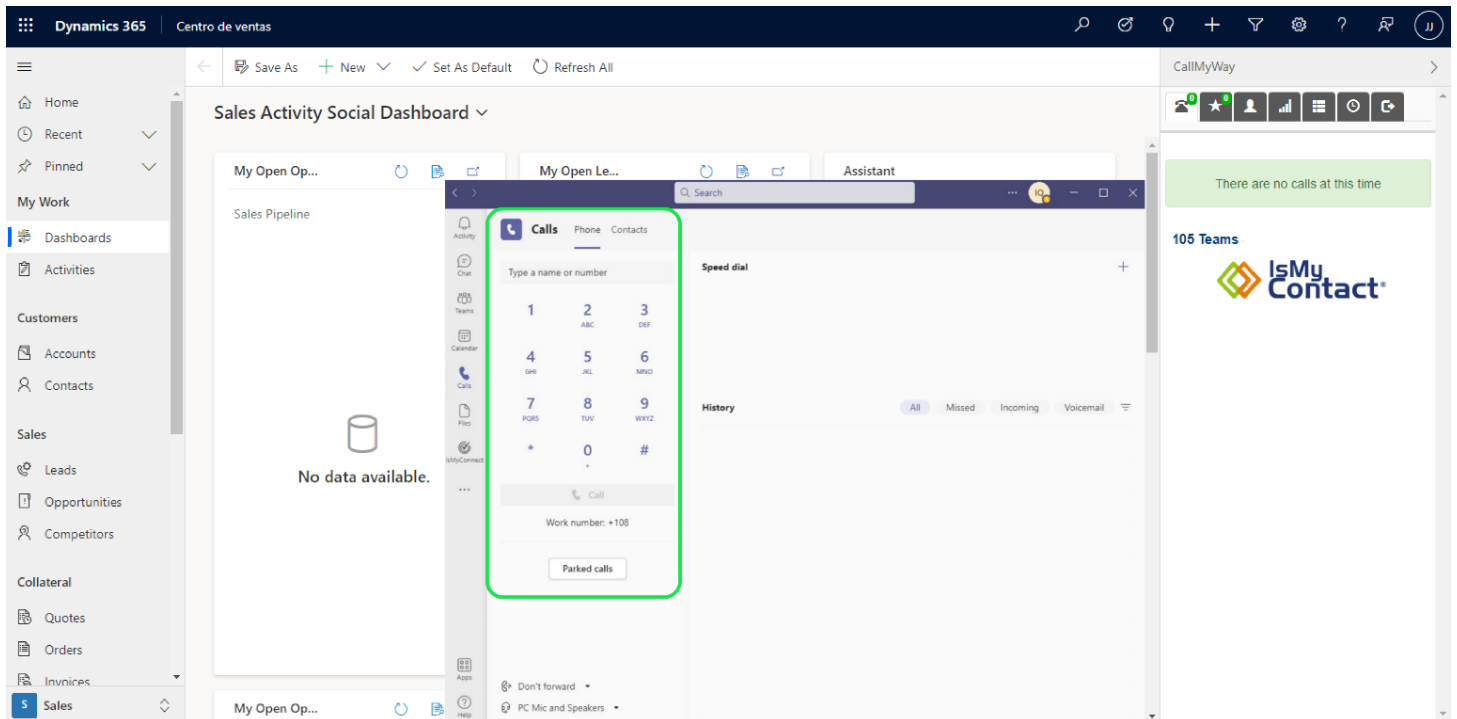 Dynamics 365 Centro de ventas JJ
Save As New Set As Default Refresh All
CallMyWay
Home
Recent
Pinned
My Work
Dashboards
Activities
Customers
Accounts
Contacts
Sales
Leads
Opportunities
Competitors
Collateral
Quotes
Orders
Invoices
S Sales
Sales Activity Social Dashboard
My Open Op...
My Open Le...
Assistant
Sales Pipeline
No data available.
My Open Op...
Search
IQ
Activity
Chat
Teams
Calendar
Calls
Files
IsMyConnect
Apps
Help
Calls Phone Contacts
Type a name or number
1 2 3
ABC DEF
4 5 6
GHI JKL MNO
7 8 9
PQRS TUV WXYZ
* 0 #
+
Call
Work number: +108
Parked calls
Don't forward
PC Mic and Speakers
Speed dial
History All Missed Incoming Voicemail
0 0
There are no calls at this time
105 Teams
IsMy
Contact